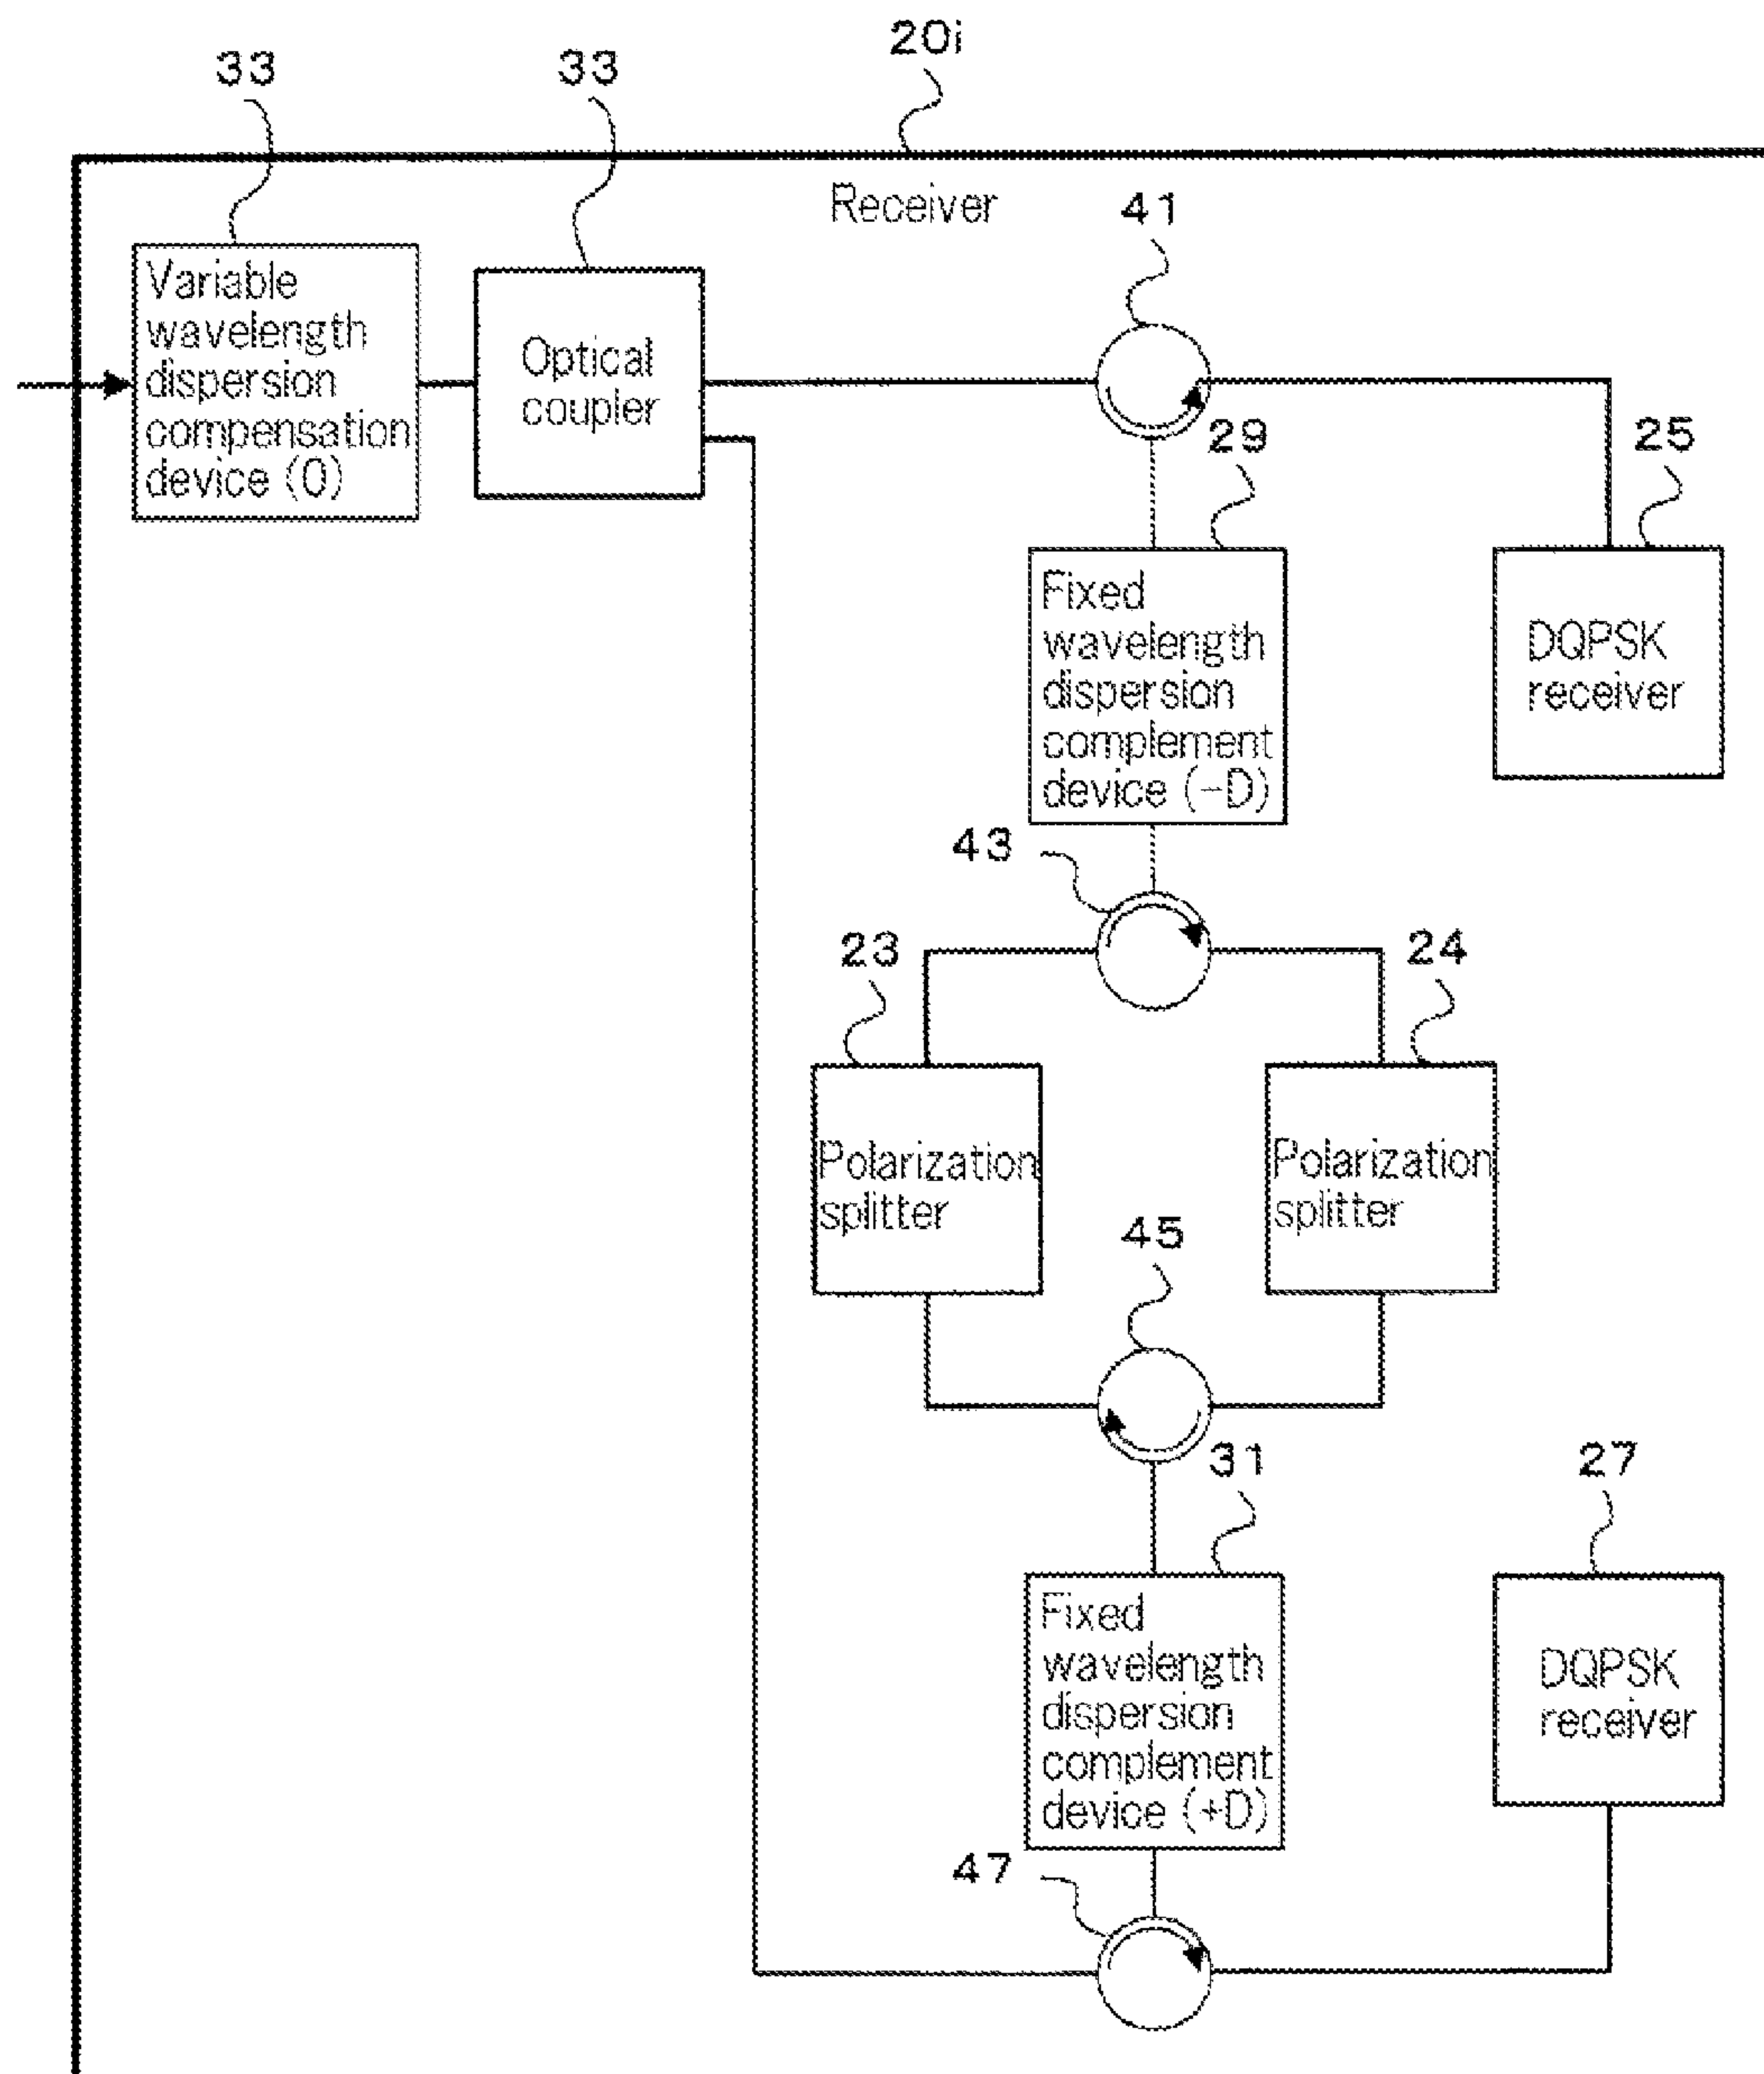 20i
33
33
Receiver
41
Variable
wavelength
dispersion
compensation
device (0)
Optical
coupler
29
25
Fixed
wavelength
dispersion
complement
device (−D)
DQPSK
receiver
43
23
24
Polarization
splitter
Polarization
splitter
45
31
27
Fixed
wavelength
dispersion
complement
device (+D)
DQPSK
receiver
47